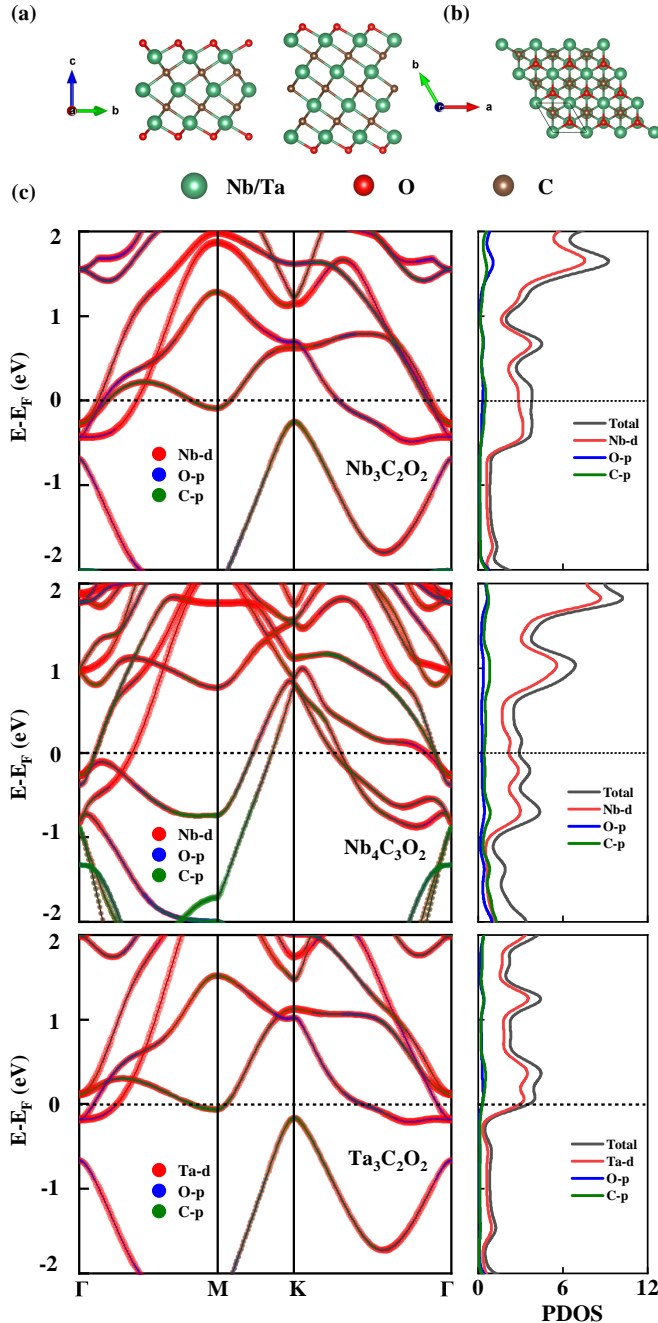 (a)
(b)
c
a
b
b
c
a
Nb/Ta
O
C
(c)
2
1
0
-1
-2
E-E_F (eV)
Nb-d
O-p
C-p
Nb₃C₂O₂
Total
Nb-d
O-p
C-p
2
1
0
-1
-2
E-E_F (eV)
Nb-d
O-p
C-p
Nb₄C₃O₂
Total
Nb-d
O-p
C-p
2
1
0
-1
-2
E-E_F (eV)
Ta-d
O-p
C-p
Ta₃C₂O₂
Total
Ta-d
O-p
C-p
Γ M K Γ
0 6 12
PDOS